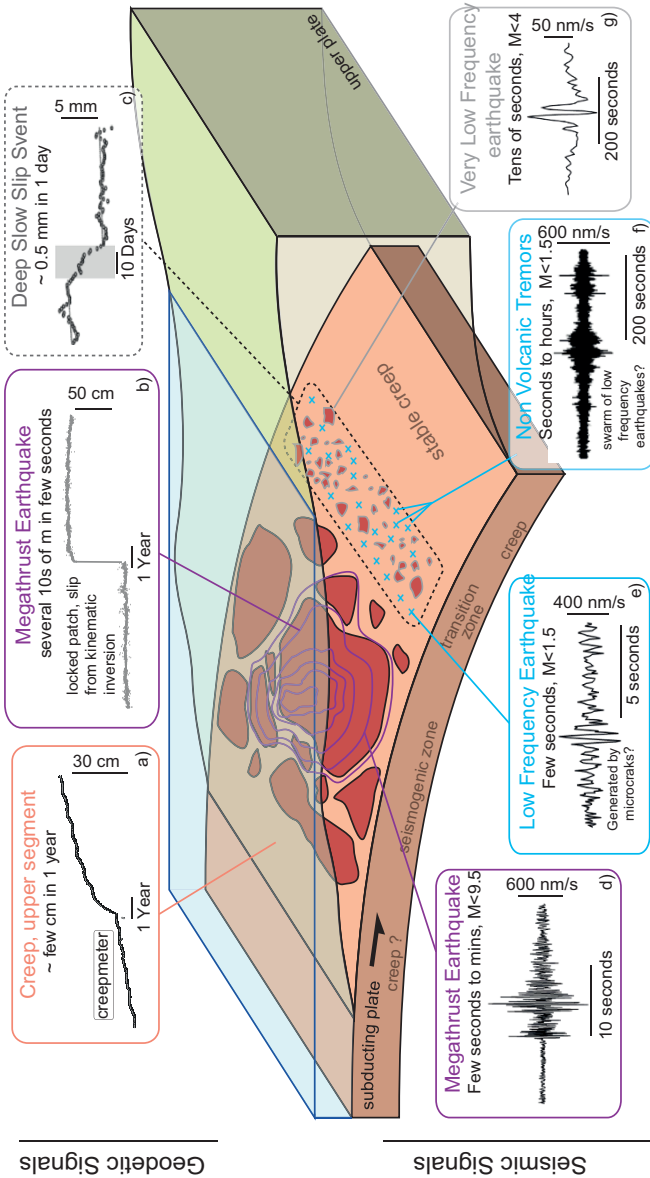 Geodetic Signals
Creep, upper segment
~ few cm in 1 year
creepmeter
30 cm
1 Year
a)
Megathrust Earthquake
several 10s of m in few seconds
locked patch, slip
from kinematic
inversion
50 cm
1 Year
b)
Deep Slow Slip Svent
~ 0.5 mm in 1 day
5 mm
10 Days
c)
upper plate
stable creep
subducting plate
creep ?
seismogenic zone
transition
zone
creep
Seismic Signals
Megathrust Earthquake
Few seconds to mins, M<9.5
600 nm/s
10 seconds
d)
Low Frequency Earthquake
Few seconds, M<1.5
400 nm/s
Generated by
microcraks?
5 seconds
e)
Non Volcanic Tremors
Seconds to hours, M<1.5
600 nm/s
swarm of low
frequency
earthquakes?
200 seconds
f)
Very Low Frequency
earthquake
Tens of seconds, M<4
50 nm/s
200 seconds
g)